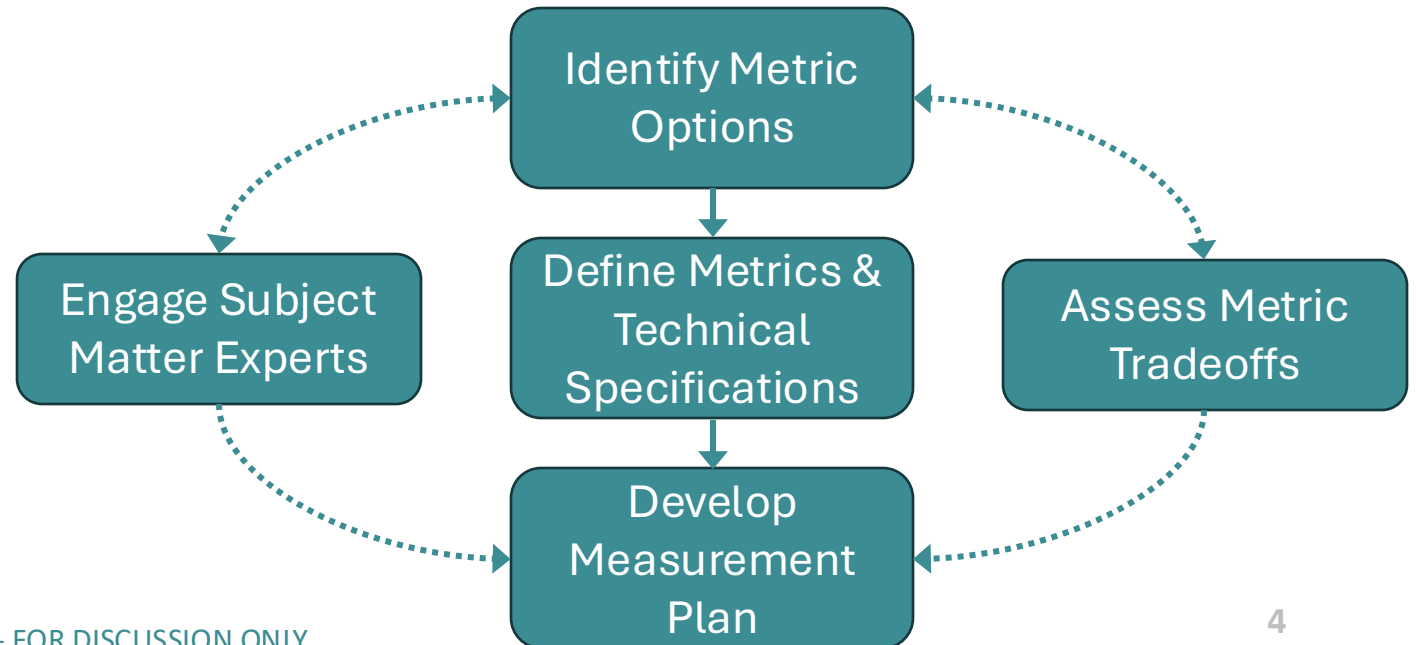 Identify Metric
Options
Engage Subject
Matter Experts
Define Metrics &
Technical
Specifications
Assess Metric
Tradeoffs
Develop
Measurement
Plan
- FOR DISCUSSION ONLY
4